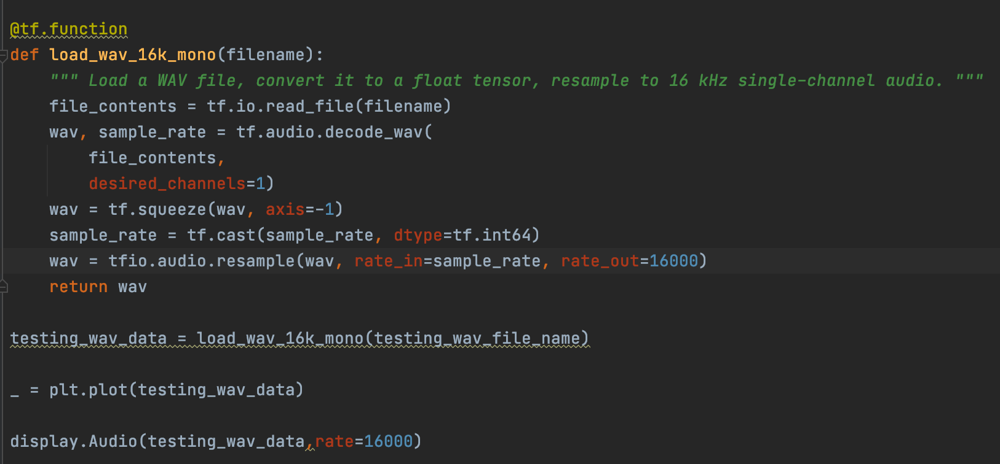 @tf.function
def load_wav_16k_mono(filename):
    """ Load a WAV file, convert it to a float tensor, resample to 16 kHz single-channel audio. """
    file_contents = tf.io.read_file(filename)
    wav, sample_rate = tf.audio.decode_wav(
        file_contents,
        desired_channels=1)
    wav = tf.squeeze(wav, axis=-1)
    sample_rate = tf.cast(sample_rate, dtype=tf.int64)
    wav = tfio.audio.resample(wav, rate_in=sample_rate, rate_out=16000)
    return wav
testing_wav_data = load_wav_16k_mono(testing_wav_file_name)
_ = plt.plot(testing_wav_data)
display.Audio(testing_wav_data,rate=16000)